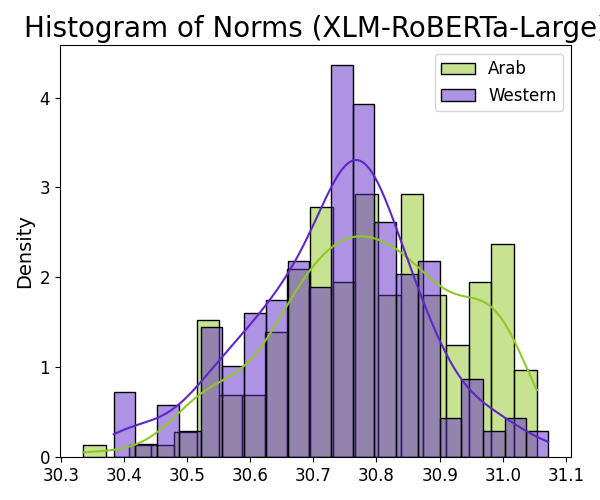 Histogram of Norms (XLM-RoBERTa-Large)
Arab
Western
Density
4
3
2
1
0
30.3 30.4 30.5 30.6 30.7 30.8 30.9 31.0 31.1